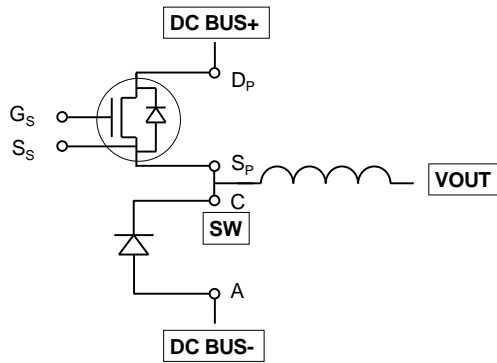 DC BUS+
D_P
G_S
S_S
S_P
C
VOUT
SW
A
DC BUS-